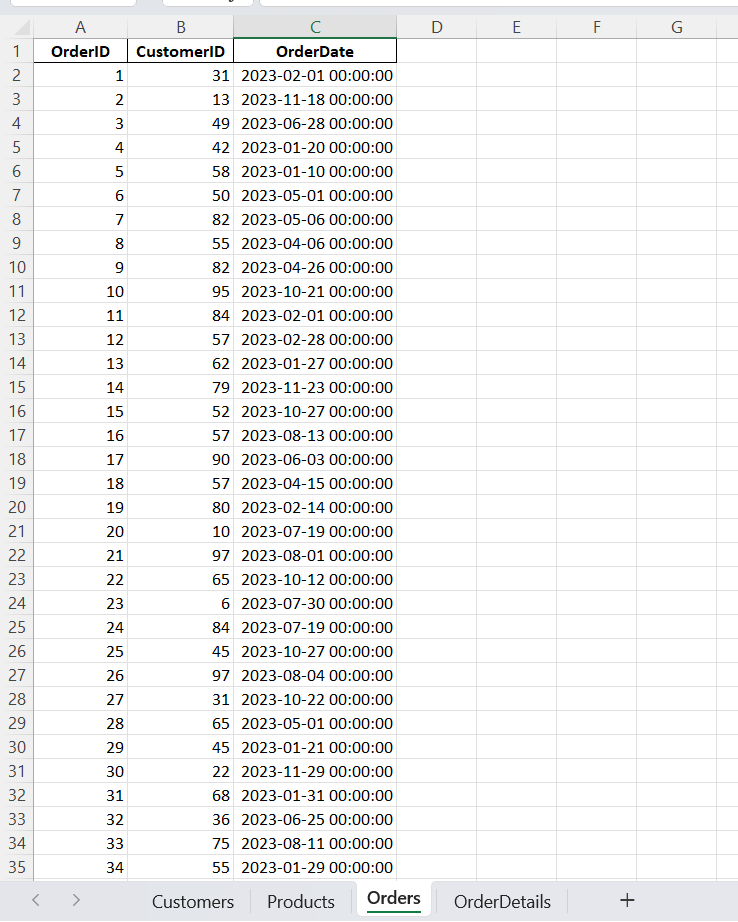 A B C D E F G
1 OrderID CustomerID OrderDate
2 1 31 2023-02-01 00:00:00
3 2 13 2023-11-18 00:00:00
4 3 49 2023-06-28 00:00:00
5 4 42 2023-01-20 00:00:00
6 5 58 2023-01-10 00:00:00
7 6 50 2023-05-01 00:00:00
8 7 82 2023-05-06 00:00:00
9 8 55 2023-04-06 00:00:00
10 9 82 2023-04-26 00:00:00
11 10 95 2023-10-21 00:00:00
12 11 84 2023-02-01 00:00:00
13 12 57 2023-02-28 00:00:00
14 13 62 2023-01-27 00:00:00
15 14 79 2023-11-23 00:00:00
16 15 52 2023-10-27 00:00:00
17 16 57 2023-08-13 00:00:00
18 17 90 2023-06-03 00:00:00
19 18 57 2023-04-15 00:00:00
20 19 80 2023-02-14 00:00:00
21 20 10 2023-07-19 00:00:00
22 21 97 2023-08-01 00:00:00
23 22 65 2023-10-12 00:00:00
24 23 6 2023-07-30 00:00:00
25 24 84 2023-07-19 00:00:00
26 25 45 2023-10-27 00:00:00
27 26 97 2023-08-04 00:00:00
28 27 31 2023-10-22 00:00:00
29 28 65 2023-05-01 00:00:00
30 29 45 2023-01-21 00:00:00
31 30 22 2023-11-29 00:00:00
32 31 68 2023-01-31 00:00:00
33 32 36 2023-06-25 00:00:00
34 33 75 2023-08-11 00:00:00
35 34 55 2023-01-29 00:00:00
Customers Products Orders OrderDetails +